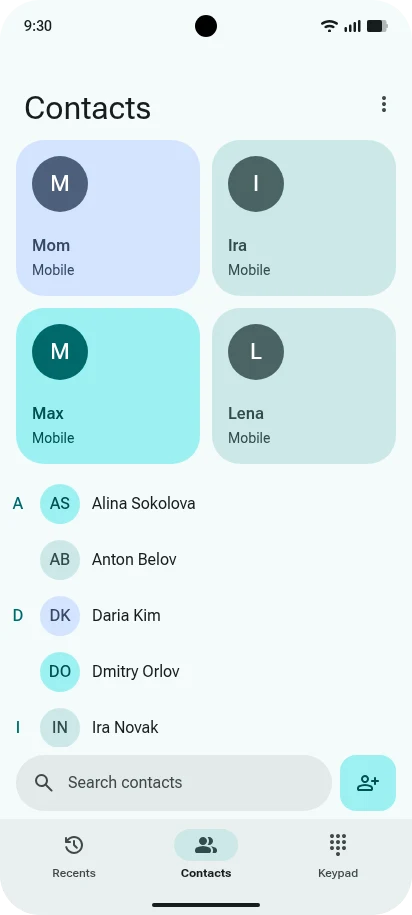 9:30
Contacts
M
Mom
Mobile
I
Ira
Mobile
M
Max
Mobile
L
Lena
Mobile
A AS Alina Sokolova
AB Anton Belov
D DK Daria Kim
DO Dmitry Orlov
I IN Ira Novak
Search contacts
Recents Contacts Keypad